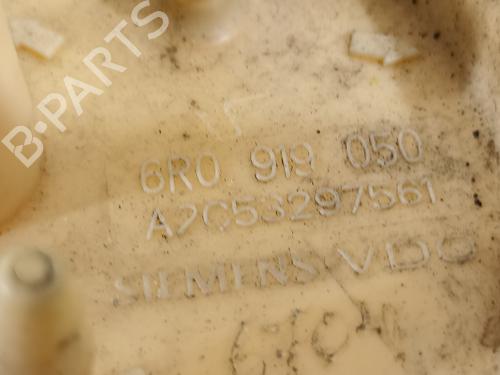 B-PARTS
6R0 919 050
A2C53297561
SIEMENS VDO